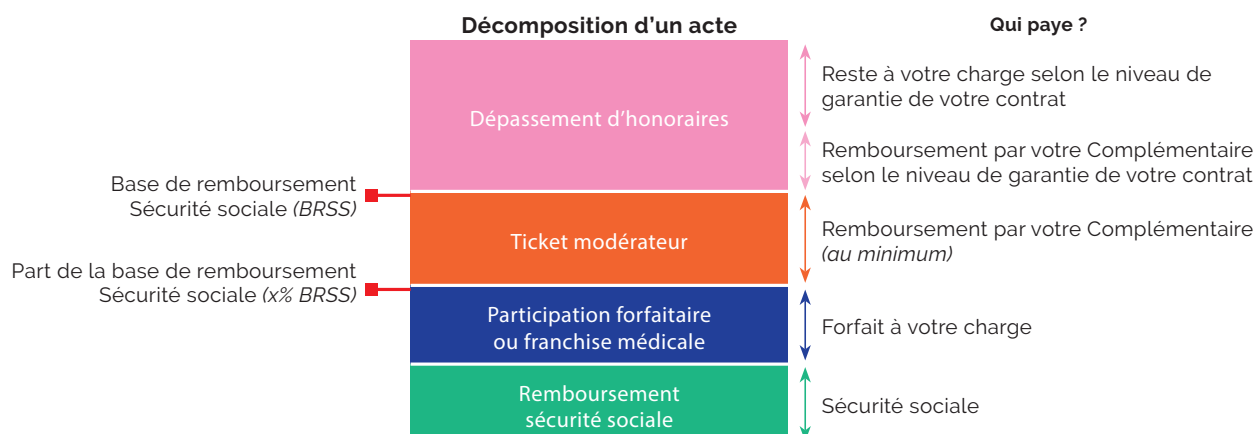 Décomposition d’un acte
Qui paye ?
Dépassement d’honoraires
Reste à votre charge selon le niveau de
garantie de votre contrat
Remboursement par votre Complémentaire
selon le niveau de garantie de votre contrat
Base de remboursement
Sécurité sociale (BRSS)
Ticket modérateur
Remboursement par votre Complémentaire
(au minimum)
Part de la base de remboursement
Sécurité sociale (x% BRSS)
Participation forfaitaire
ou franchise médicale
Forfait à votre charge
Remboursement
sécurité sociale
Sécurité sociale